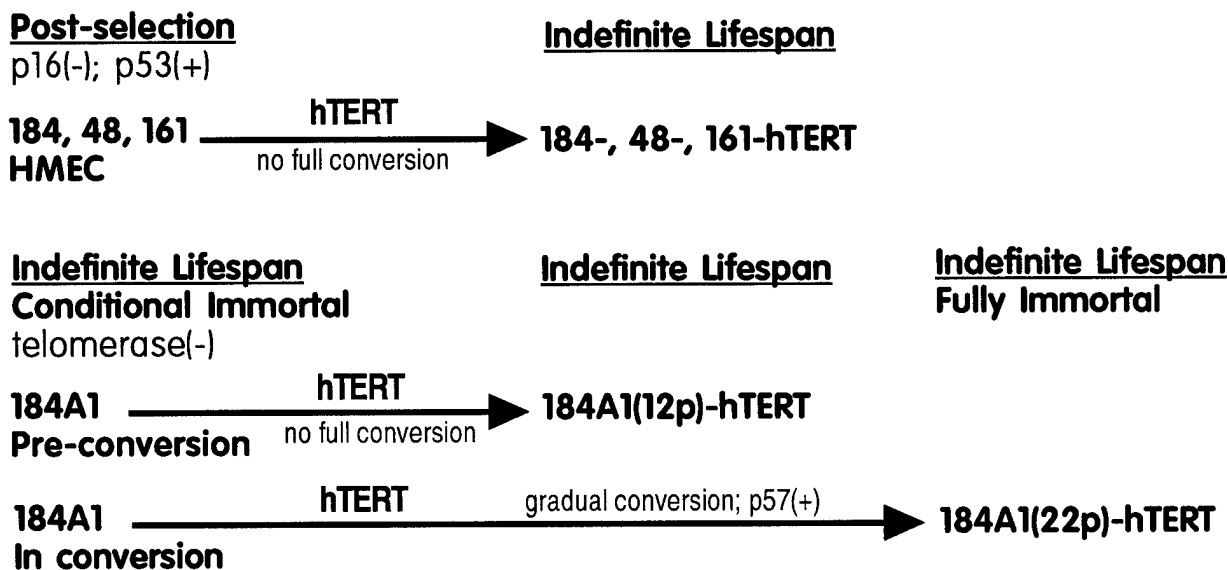 Post-selection
p16(-); p53(+)
Indefinite Lifespan
184, 48, 161
HMEC
hTERT
no full conversion
184-, 48-, 161-hTERT
Indefinite Lifespan
Conditional Immortal
telomerase(-)
Indefinite Lifespan
Indefinite Lifespan
Fully Immortal
184A1
Pre-conversion
hTERT
no full conversion
184A1(12p)-hTERT
184A1
In conversion
hTERT
gradual conversion; p57(+)
184A1(22p)-hTERT